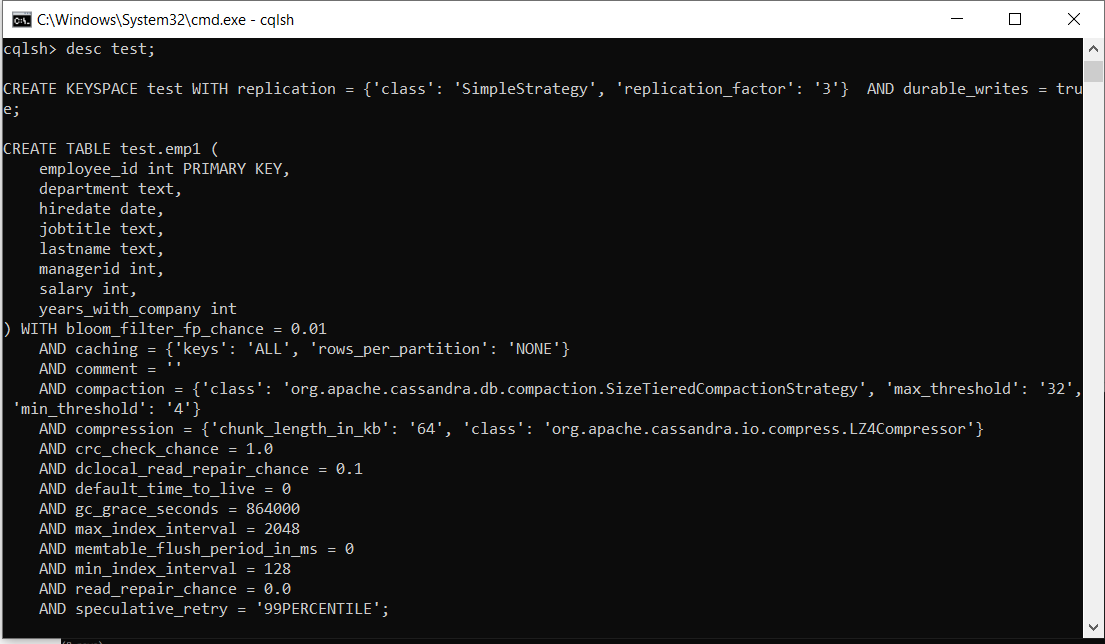 C:\Windows\System32\cmd.exe - cqlsh
cqlsh> desc test;
CREATE KEYSPACE test WITH replication = {'class': 'SimpleStrategy', 'replication_factor': '3'}  AND durable_writes = tru
e;
CREATE TABLE test.emp1 (
    employee_id int PRIMARY KEY,
    department text,
    hiredate date,
    jobtitle text,
    lastname text,
    managerid int,
    salary int,
    years_with_company int
) WITH bloom_filter_fp_chance = 0.01
    AND caching = {'keys': 'ALL', 'rows_per_partition': 'NONE'}
    AND comment = ''
    AND compaction = {'class': 'org.apache.cassandra.db.compaction.SizeTieredCompactionStrategy', 'max_threshold': '32',
 'min_threshold': '4'}
    AND compression = {'chunk_length_in_kb': '64', 'class': 'org.apache.cassandra.io.compress.LZ4Compressor'}
    AND crc_check_chance = 1.0
    AND dclocal_read_repair_chance = 0.1
    AND default_time_to_live = 0
    AND gc_grace_seconds = 864000
    AND max_index_interval = 2048
    AND memtable_flush_period_in_ms = 0
    AND min_index_interval = 128
    AND read_repair_chance = 0.0
    AND speculative_retry = '99PERCENTILE';